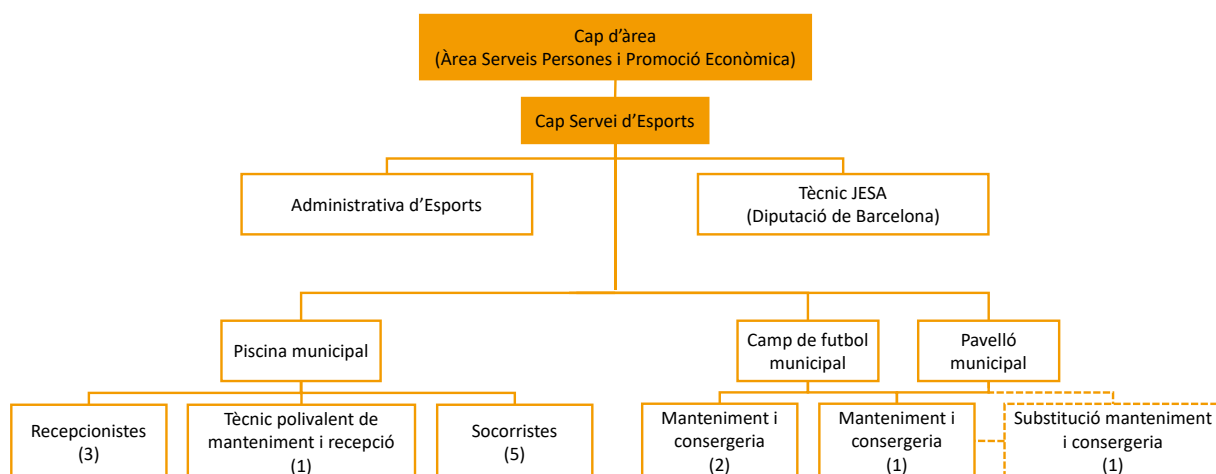 Cap d’àrea
(Àrea Serveis Persones i Promoció Econòmica)
Cap Servei d’Esports
Administrativa d’Esports
Tècnic JESA
(Diputació de Barcelona)
Piscina municipal
Camp de futbol
municipal
Pavelló
municipal
Recepcionistes
(3)
Tècnic polivalent de
manteniment i recepció
(1)
Socorristes
(5)
Manteniment i
consergeria
(2)
Manteniment i
consergeria
(1)
Substitució manteniment
i consergeria
(1)